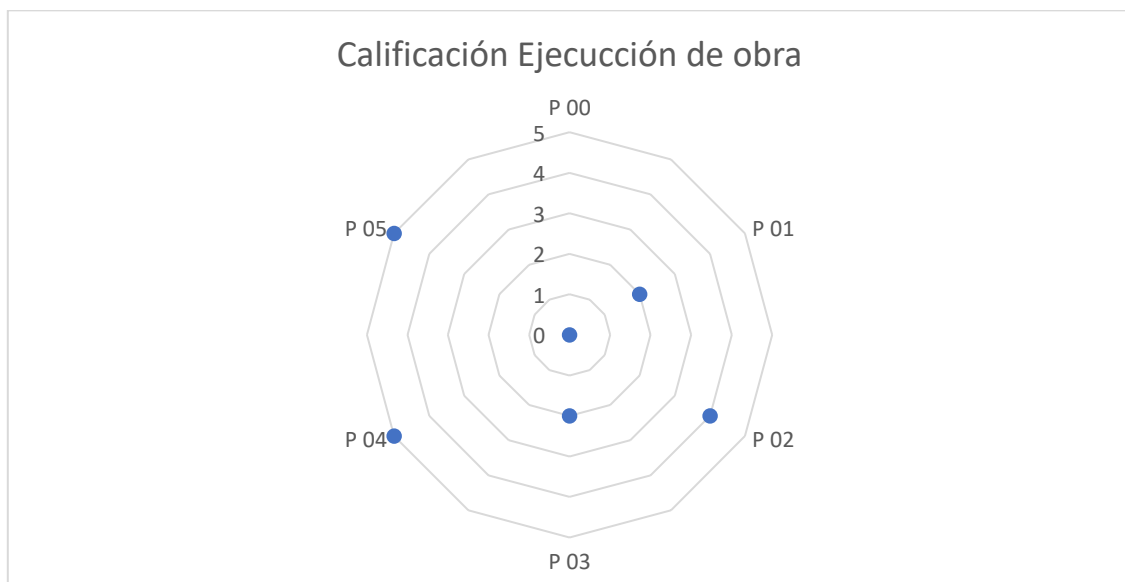 Calificación Ejecucción de obra
P 00
5
4
P 05
3
P 01
2
1
0
P 04
P 02
P 03